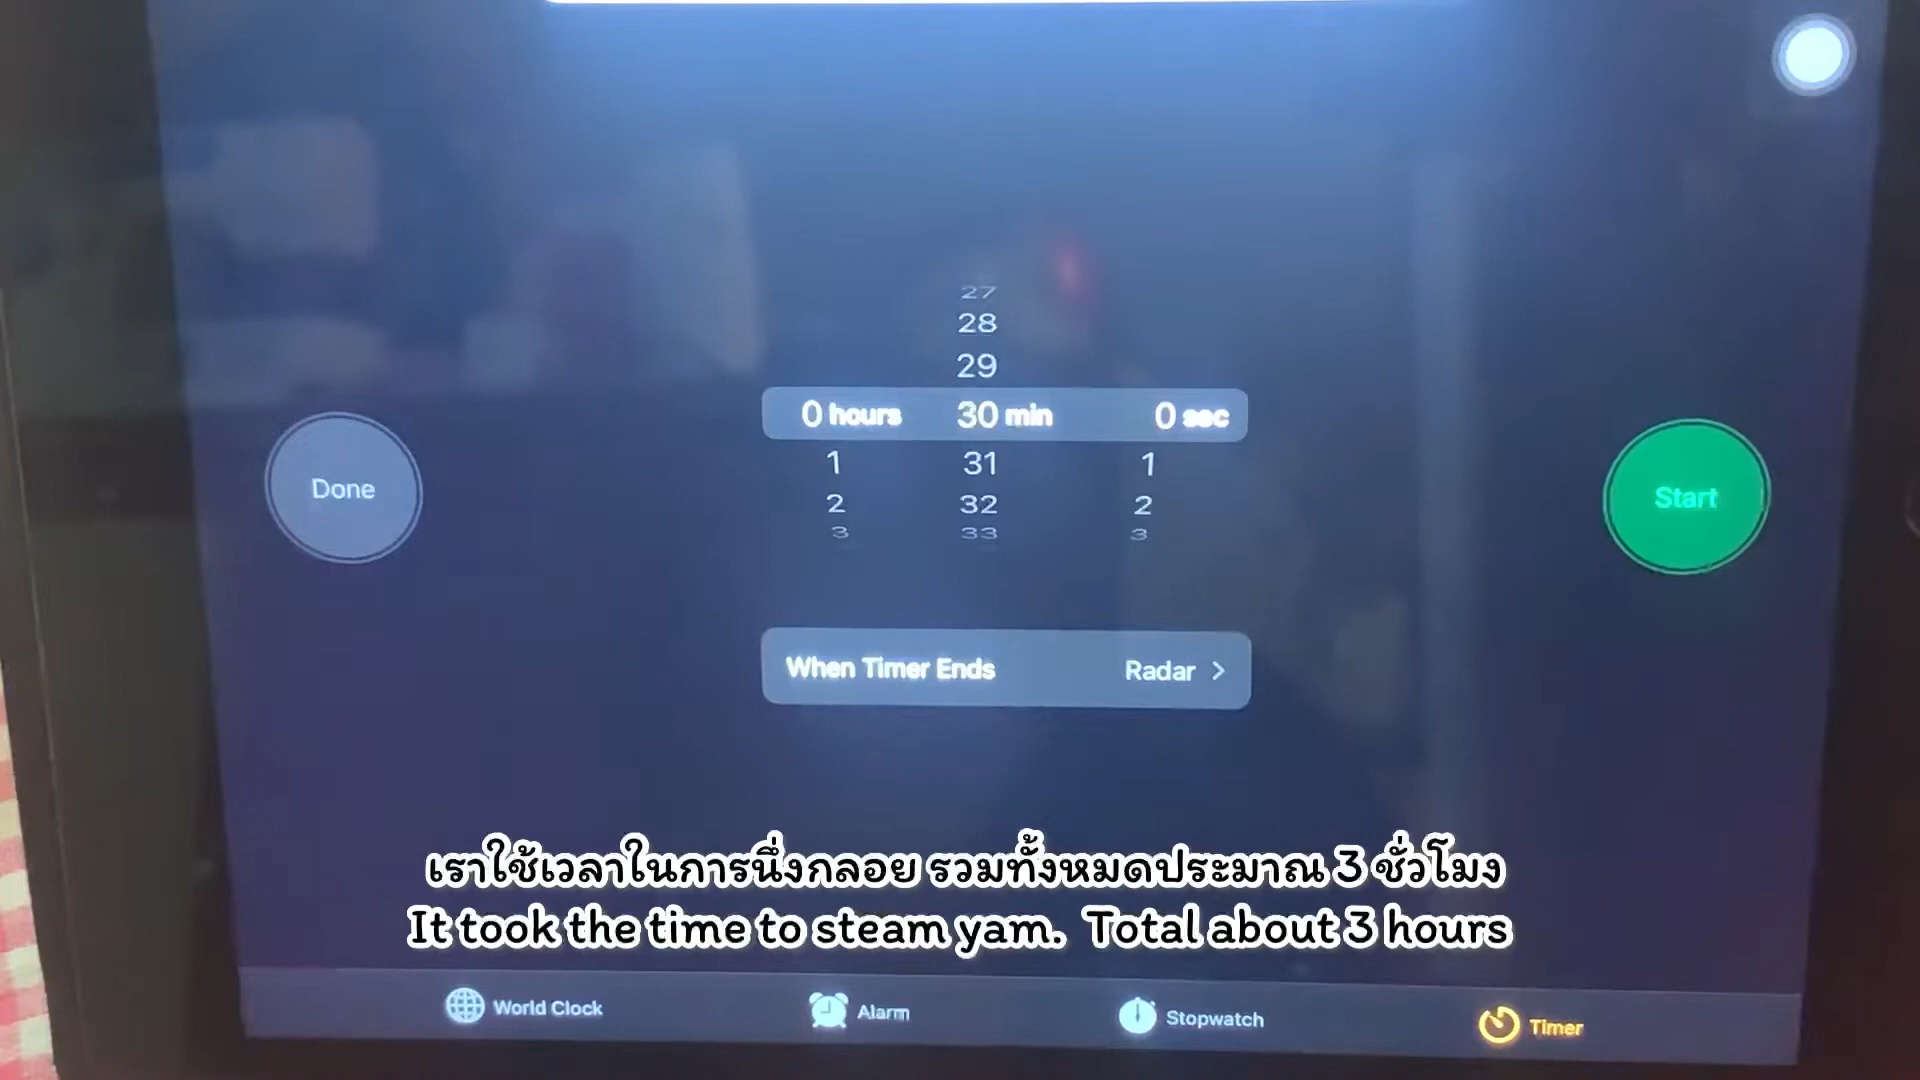 27
28
29
0 hours 30 min 0 sec
1 31 1
2 32 2
3 33 3
Done
Start
When Timer Ends Radar >
เราใช้เวลาในการนึ่งกลอย รวมทั้งหมดประมาณ 3 ชั่วโมง
It took the time to steam yam. Total about 3 hours
World Clock Alarm Stopwatch Timer